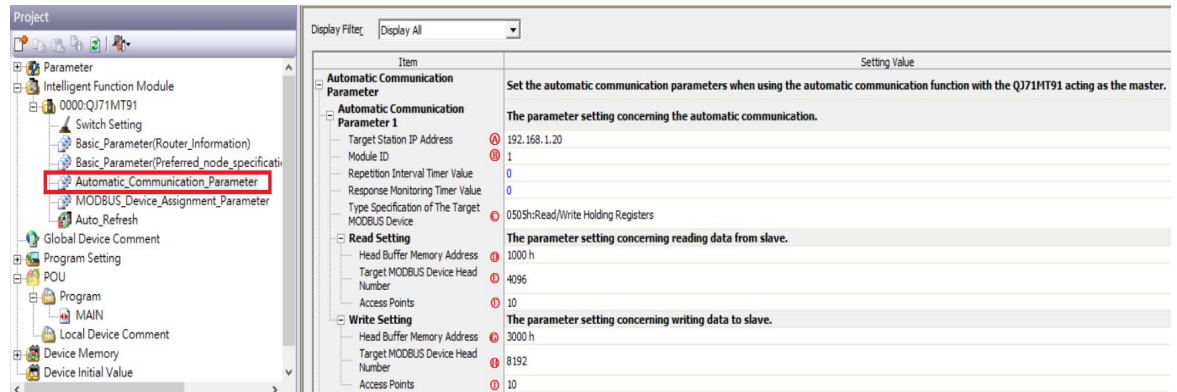 Project
Parameter
Intelligent Function Module
0000:QJ71MT91
Switch Setting
Basic_Parameter(Router_Information)
Basic_Parameter(Preferred_node_specificati
Automatic_Communication_Parameter
MODBUS_Device_Assignment_Parameter
Auto_Refresh
Global Device Comment
Program Setting
POU
Program
MAIN
Local Device Comment
Device Memory
Device Initial Value
Display Filter Display All
Item Setting Value
Automatic Communication
Parameter
Set the automatic communication parameters when using the automatic communication function with the QJ71MT91 acting as the master.
Automatic Communication
Parameter 1
The parameter setting concerning the automatic communication.
Target Station IP Address Ⓐ 192.168.1.20
Module ID Ⓑ 1
Repetition Interval Timer Value 0
Response Monitoring Timer Value 0
Type Specification of The Target
MODBUS Device
Ⓒ 0505h:Read/Write Holding Registers
Read Setting The parameter setting concerning reading data from slave.
Head Buffer Memory Address Ⓓ 1000 h
Target MODBUS Device Head
Number
Ⓔ 4096
Access Points Ⓕ 10
Write Setting The parameter setting concerning writing data to slave.
Head Buffer Memory Address Ⓖ 3000 h
Target MODBUS Device Head
Number
Ⓗ 8192
Access Points Ⓘ 10